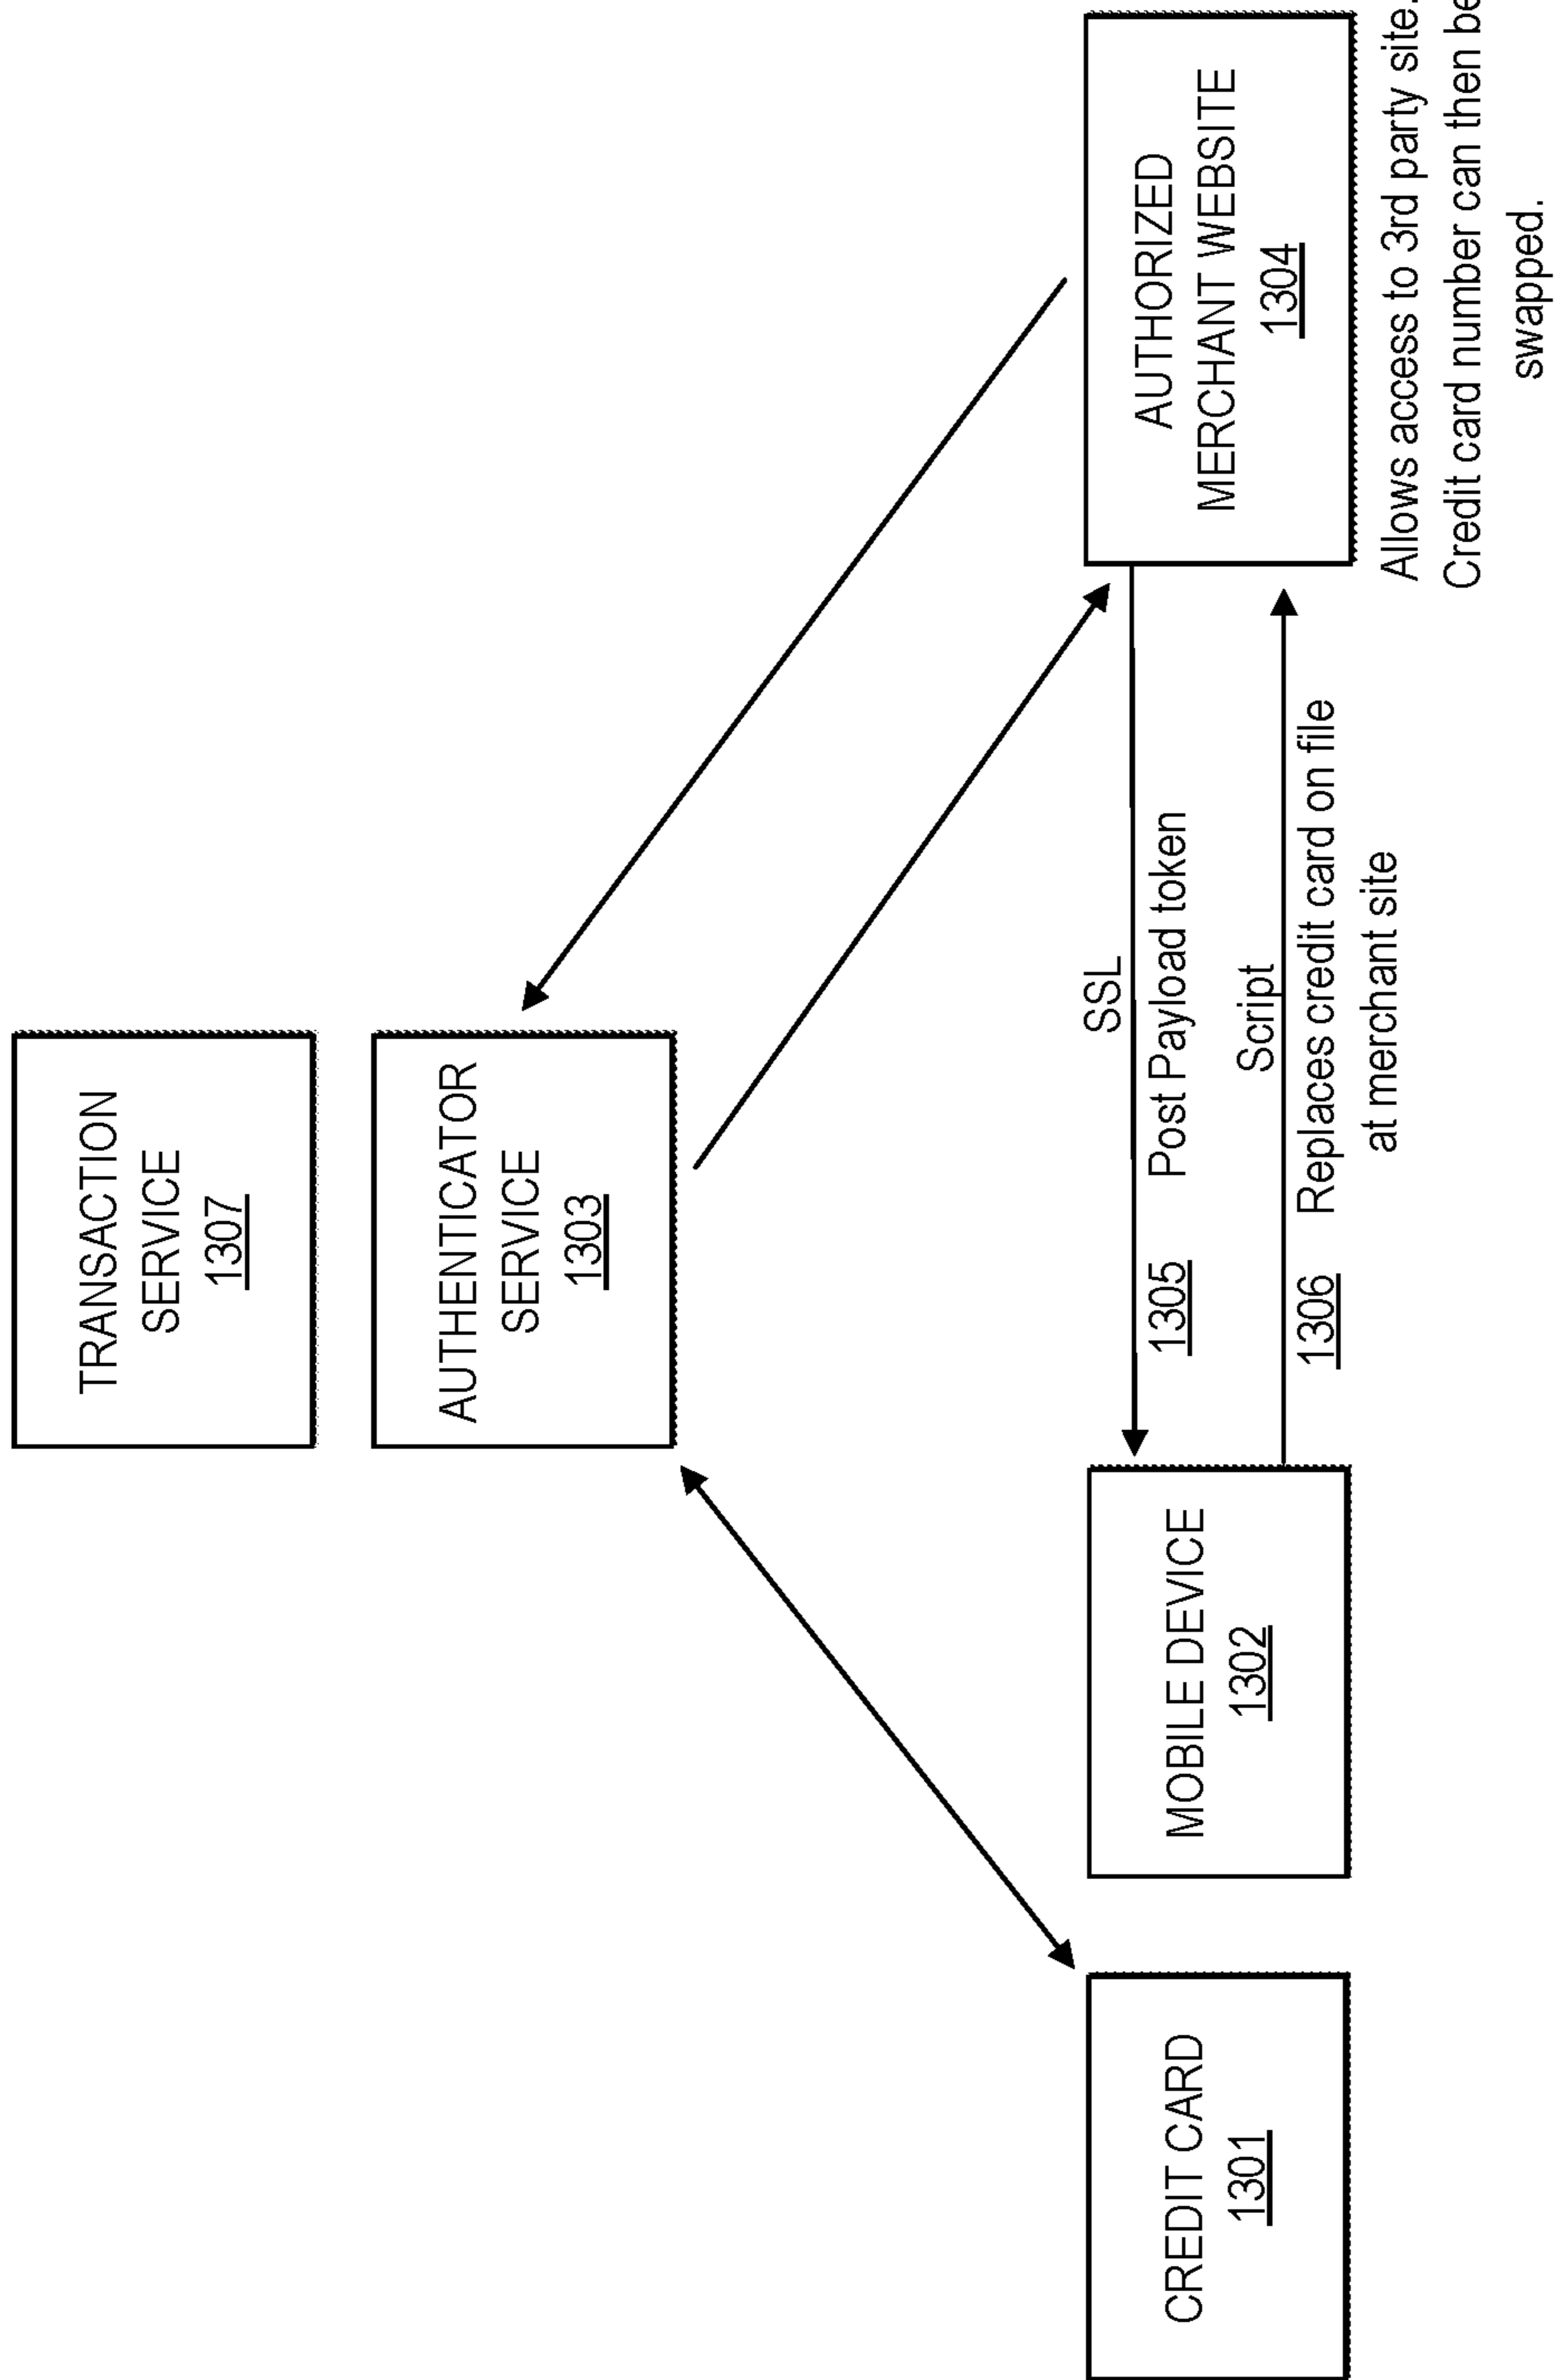 TRANSACTION
SERVICE
1307
AUTHENTICATOR
SERVICE
1303
CREDIT CARD
1301
MOBILE DEVICE
1302
SSL
1305 Post Payload token
Script
1306 Replaces credit card on file
at merchant site
AUTHORIZED
MERCHANT WEBSITE
1304
Allows access to 3rd party site.
Credit card number can then be
swapped.